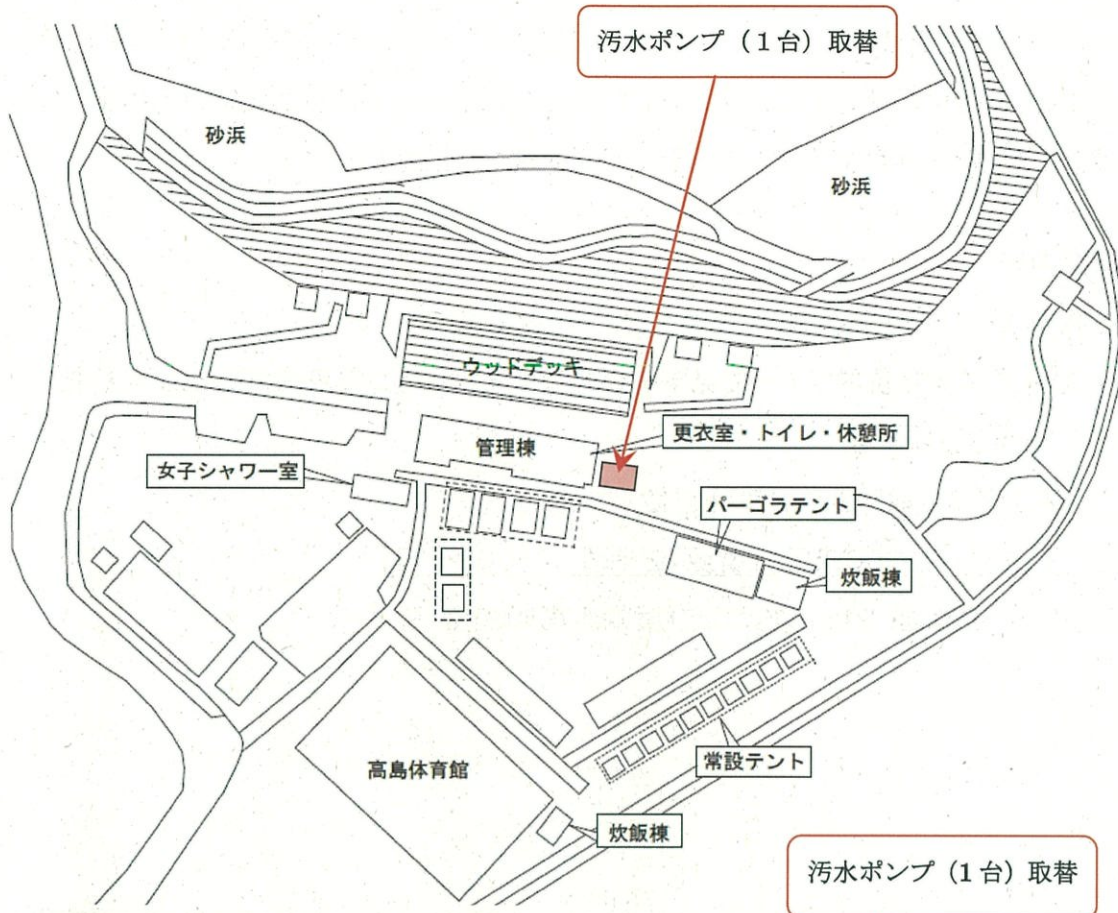 汚水ポンプ（１台）取替
砂浜
砂浜
ウッドデッキ
管理棟
更衣室・トイレ・休憩所
女子シャワー室
パーゴラテント
炊飯棟
常設テント
高島体育館
炊飯棟
汚水ポンプ（１台）取替